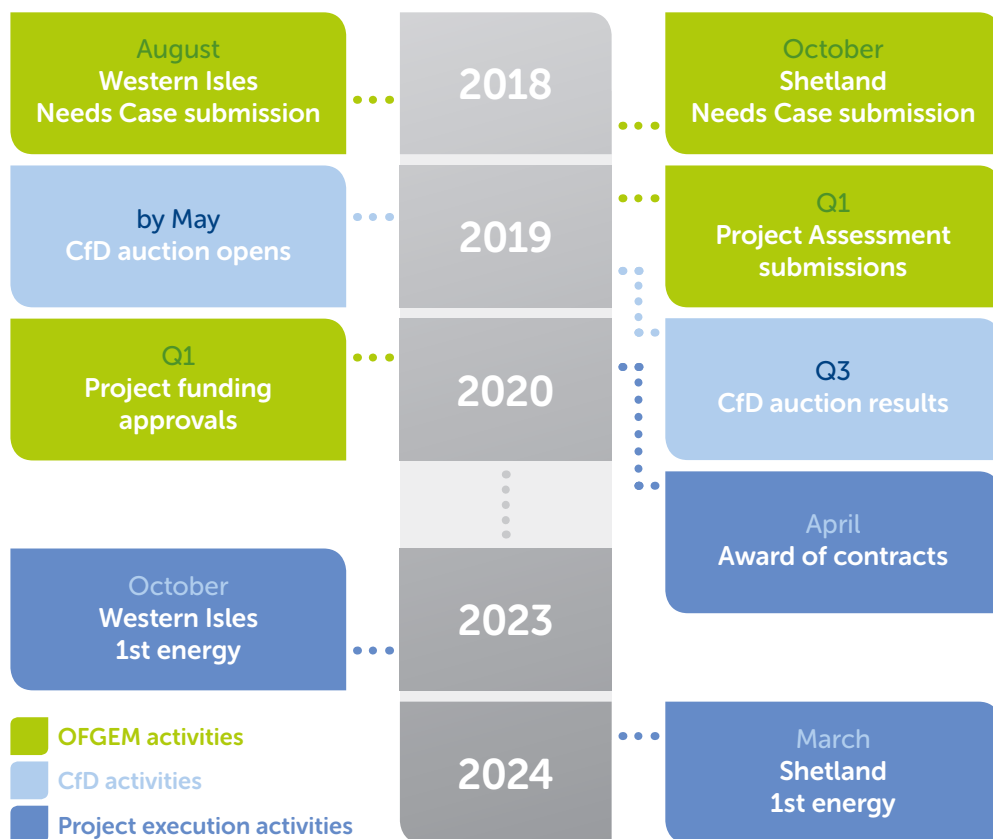 August
Western Isles
Needs Case submission
2018
October
Shetland
Needs Case submission
by May
CfD auction opens
2019
Q1
Project Assessment
submissions
Q1
Project funding
approvals
2020
Q3
CfD auction results
April
Award of contracts
October
Western Isles
1st energy
2023
OFGEM activities
CfD activities
Project execution activities
2024
March
Shetland
1st energy